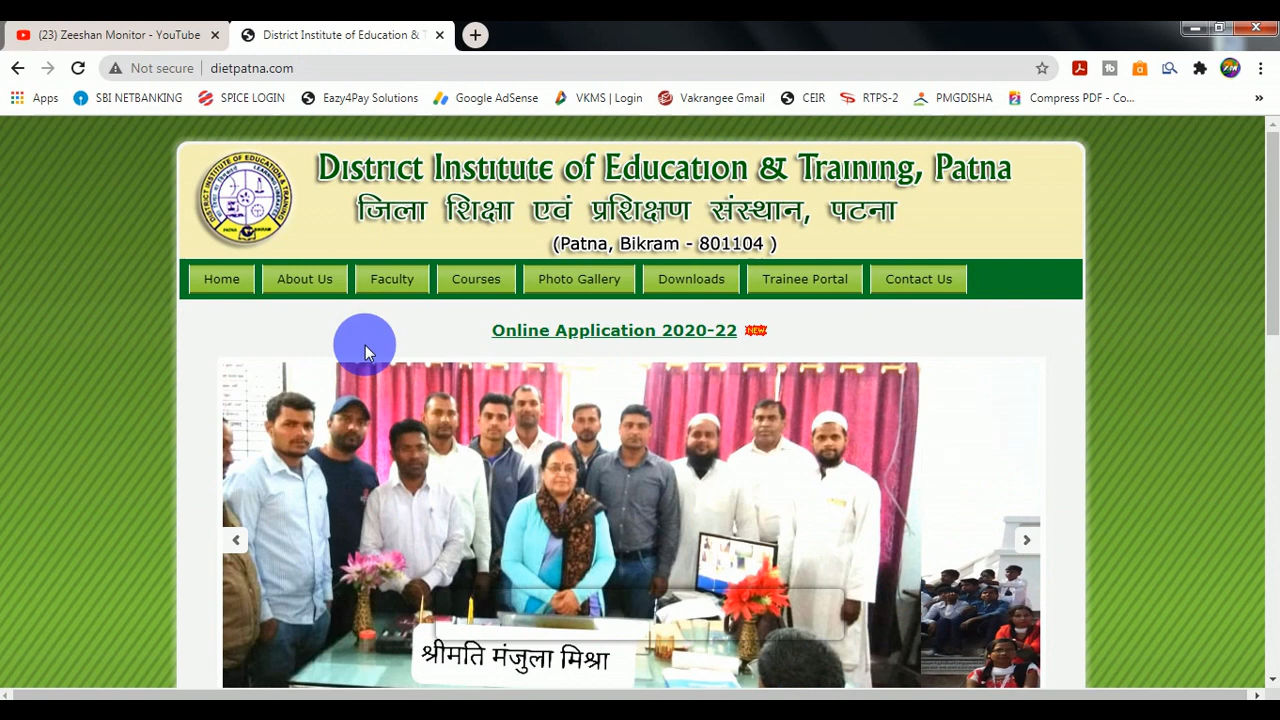 (23) Zeeshan Monitor - YouTube
District Institute of Education & T
Not secure
dietpatna.com
Apps
SBI NETBANKING
SPICE LOGIN
Eazy4Pay Solutions
Google AdSense
VKMS | Login
Vakrangee Gmail
CEIR
RTPS-2
PMGDISHA
Compress PDF - Co...
»
District Institute of Education & Training, Patna
जिला शिक्षा एवं प्रशिक्षण संस्थान, पटना
(Patna, Bikram - 801104 )
Home
About Us
Faculty
Courses
Photo Gallery
Downloads
Trainee Portal
Contact Us
Online Application 2020-22 NEW
श्रीमति मंजुला मिश्रा